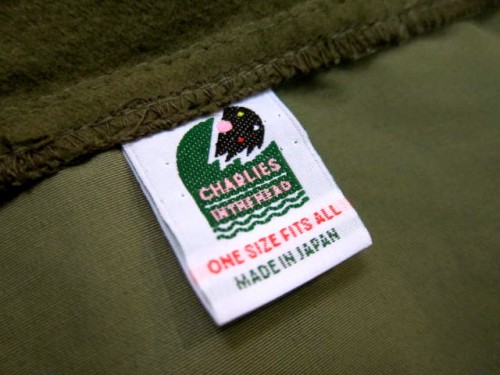 CHARLIES
IN THE HEAD
ONE SIZE FITS ALL
MADE IN JAPAN